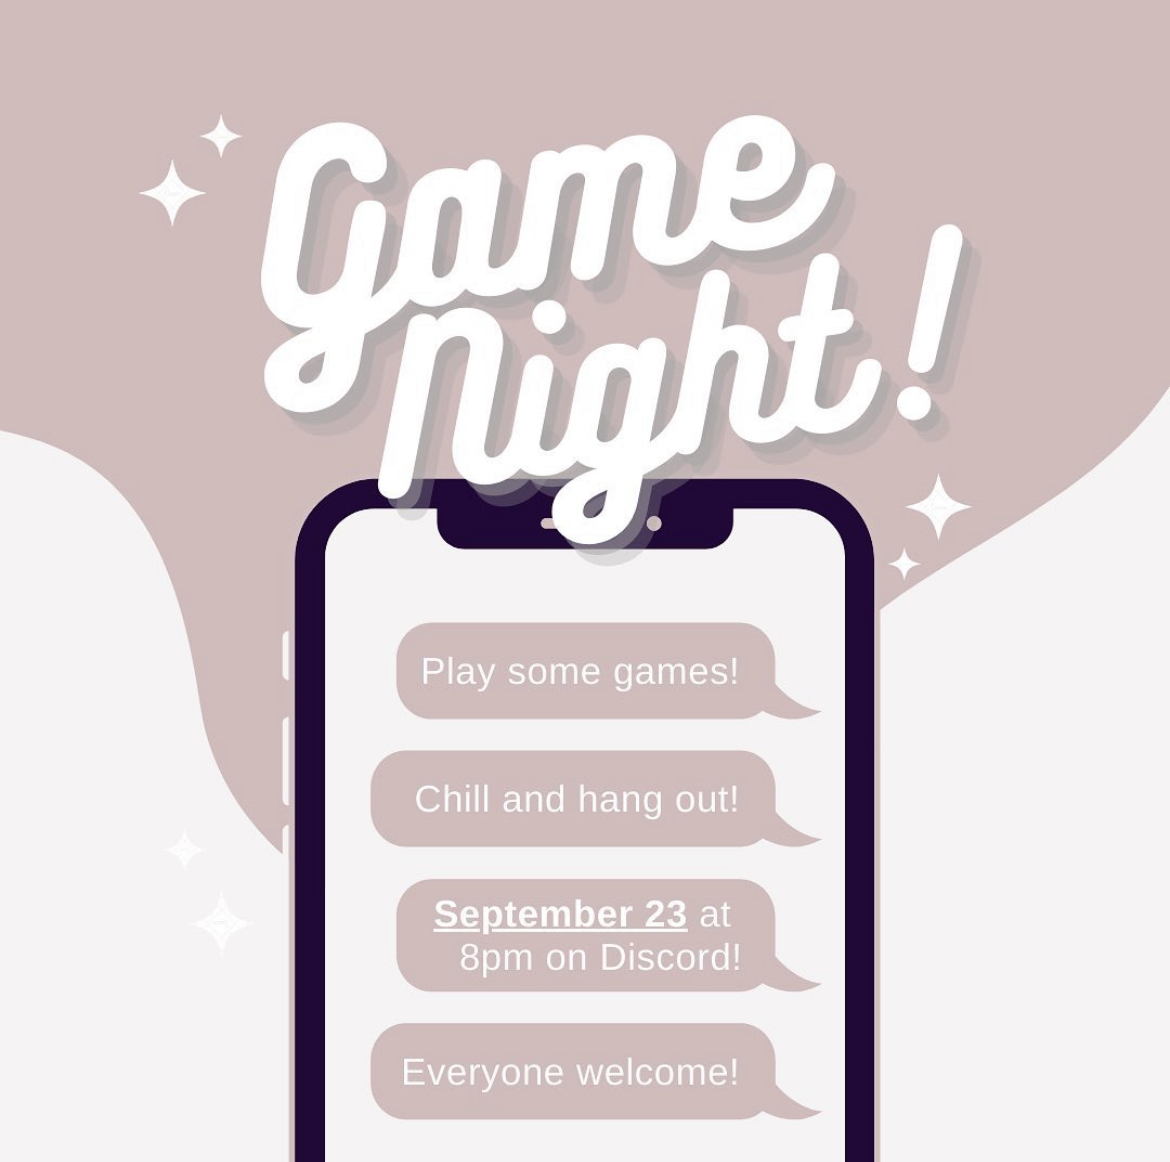 Game
Night!
Play some games!
Chill and hang out!
September 23 at
8pm on Discord!
Everyone welcome!